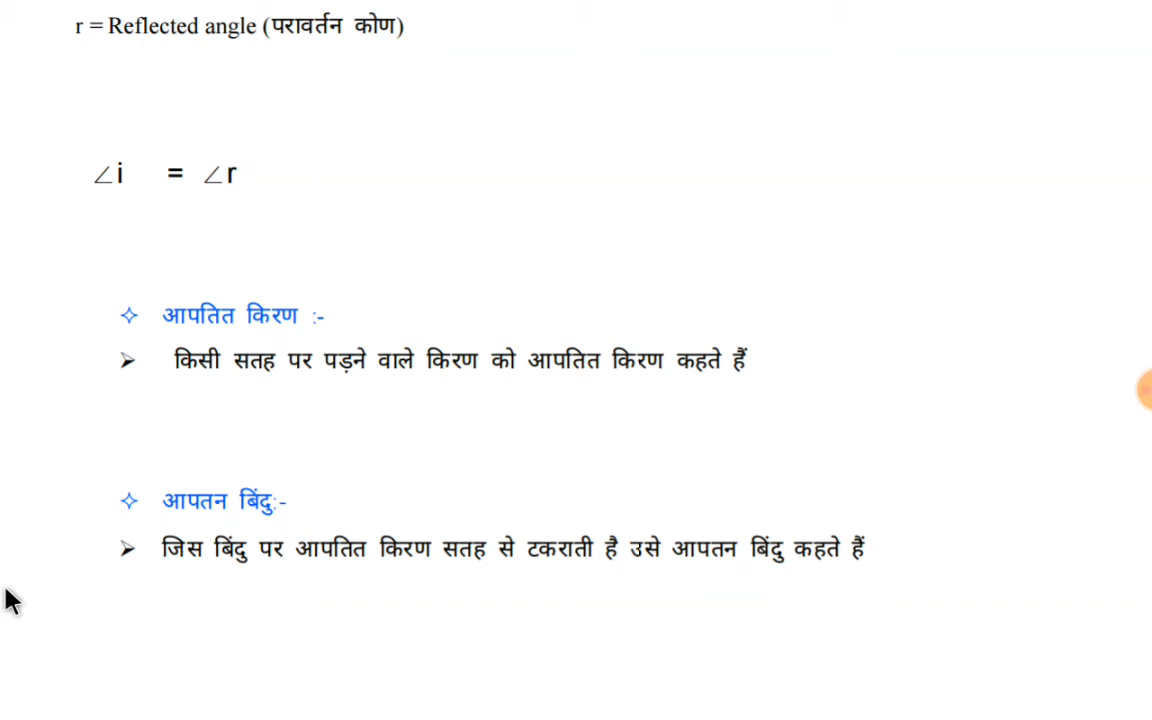 r = Reflected angle (परावर्तन कोण)
∠i = ∠r
✧ आपतित किरण :-
➢ किसी सतह पर पड़ने वाले किरण को आपतित किरण कहते हैं
✧ आपतन बिंदु:-
➢ जिस बिंदु पर आपतित किरण सतह से टकराती है उसे आपतन बिंदु कहते हैं